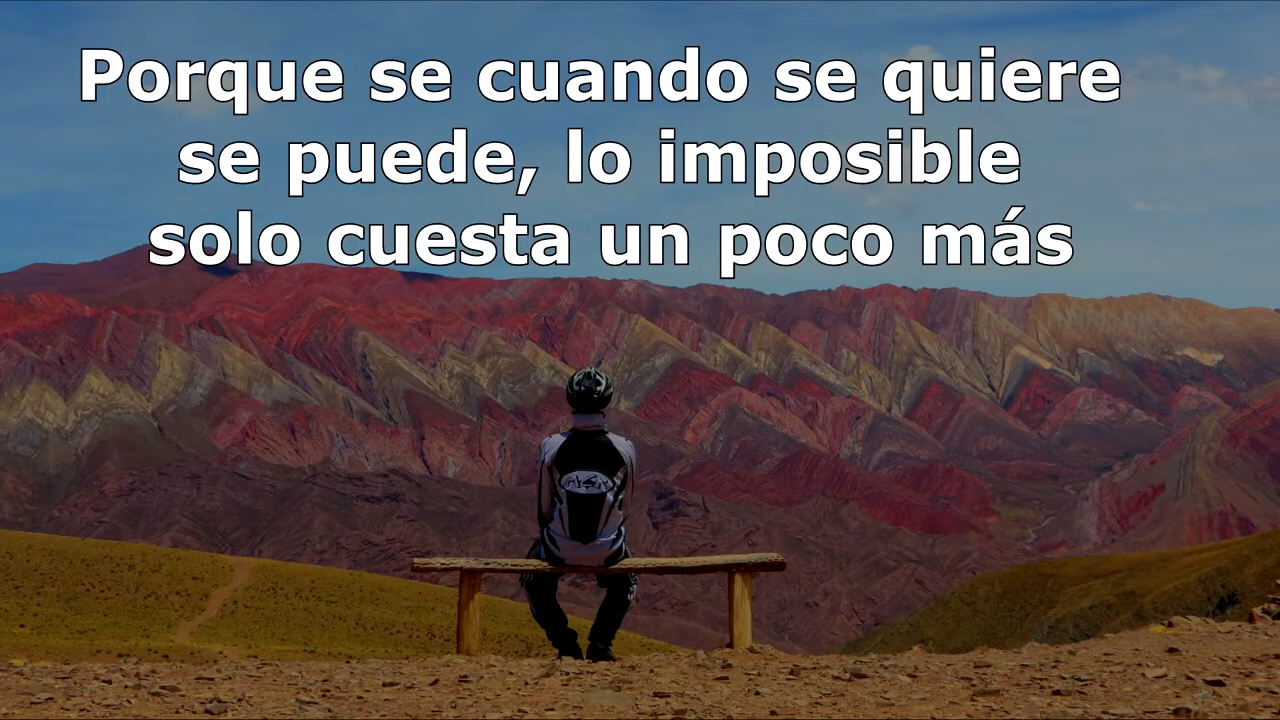 Porque se cuando se quiere
se puede, lo imposible
solo cuesta un poco más